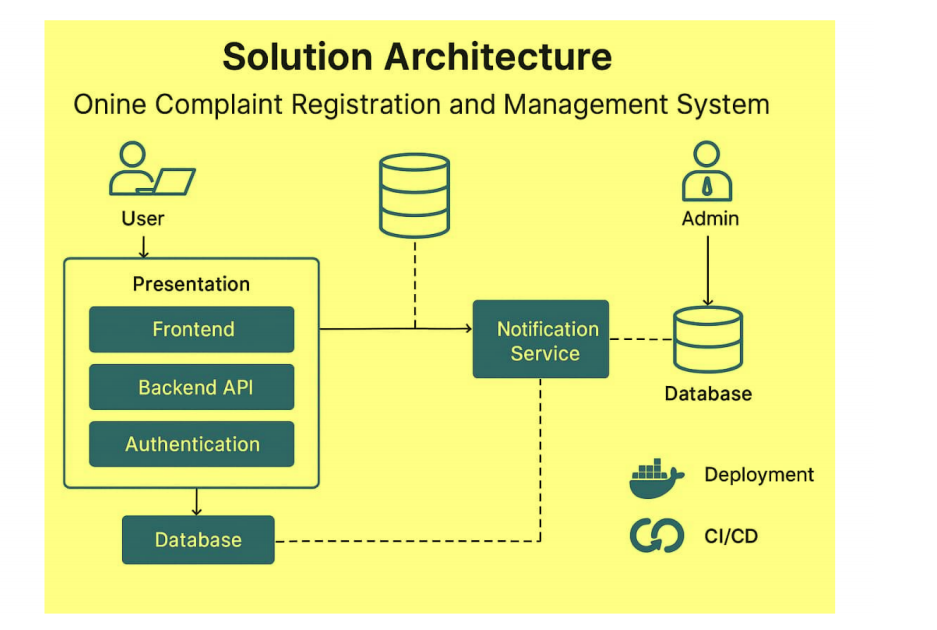 Solution Architecture
Onine Complaint Registration and Management System
User
Admin
Presentation
Frontend
Backend API
Authentication
Notification
Service
Database
Database
Deployment
CI/CD